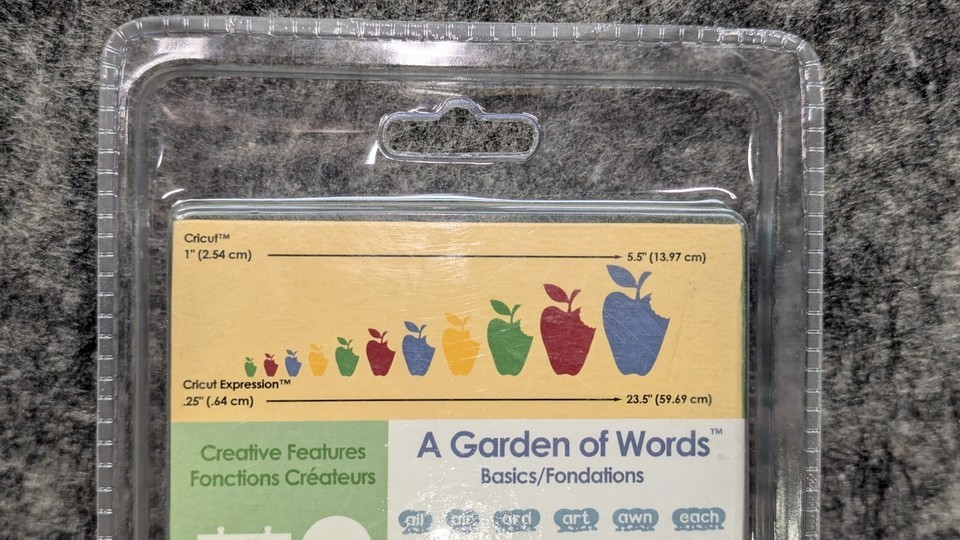 Cricut™
1" (2.54 cm) 5.5" (13.97 cm)
Cricut Expression™
.25" (.64 cm) 23.5" (59.69 cm)
Creative Features
Fonctions Créateurs
A Garden of Words™
Basics/Fondations
all air ard art awn each